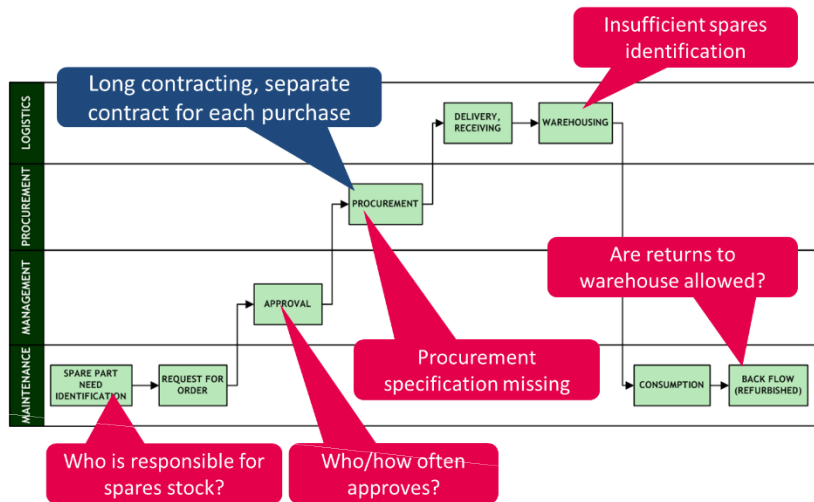 Insufficient spares
identification
Long contracting, separate
contract for each purchase
LOGISTICS
DELIVERY,
RECEIVING
WAREHOUSING
PROCUREMENT
PROCUREMENT
Are returns to
warehouse allowed?
MANAGEMENT
APPROVAL
Procurement
specification missing
MAINTENANCE
SPARE PART
NEED
IDENTIFICATION
REQUEST FOR
ORDER
CONSUMPTION
BACK FLOW
(REFURBISHED)
Who is responsible for
spares stock?
Who/how often
approves?